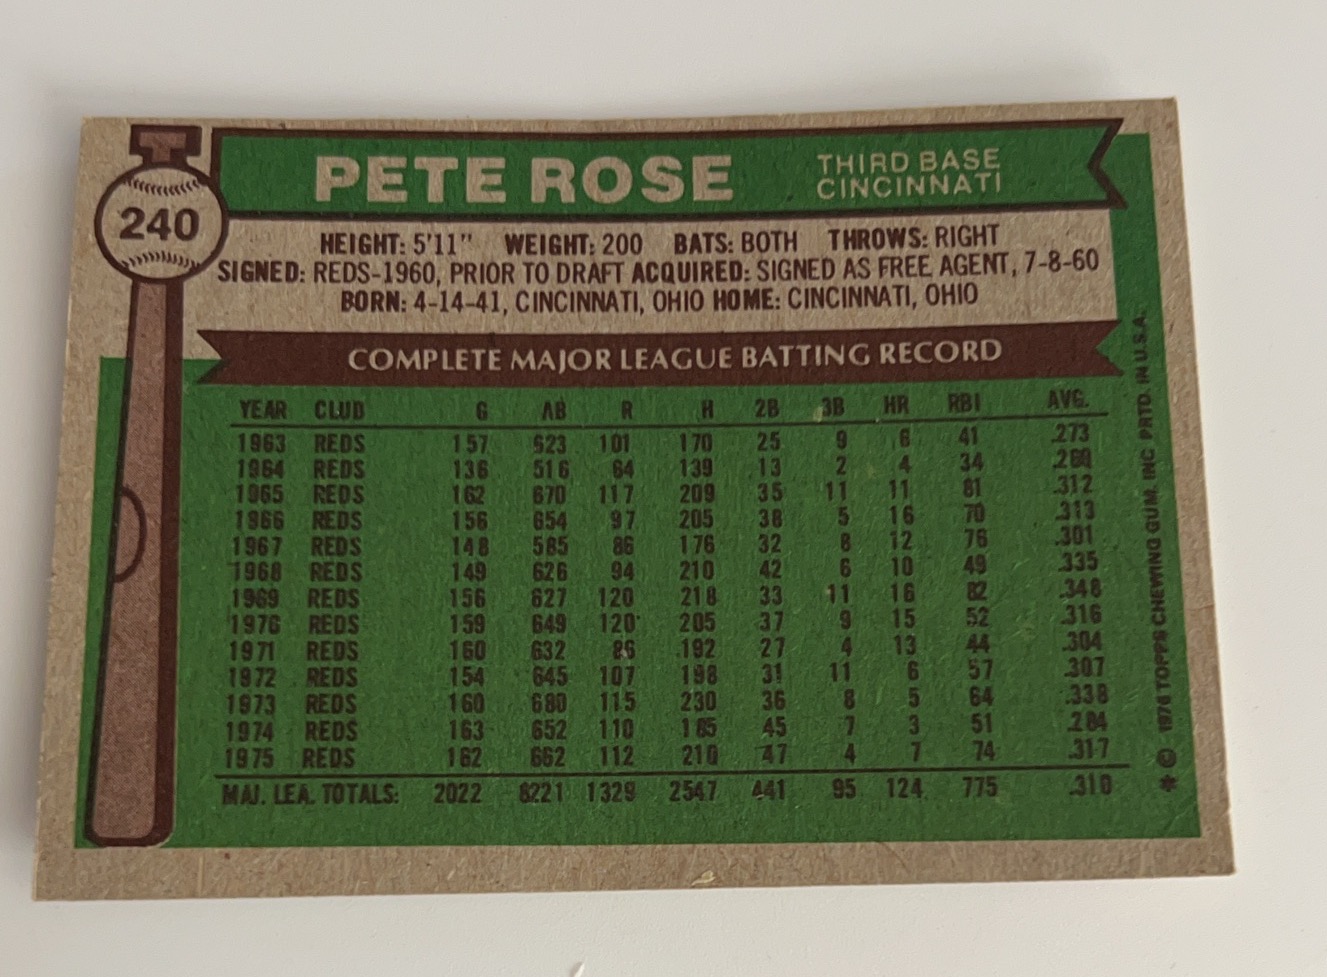 240
PETE ROSE
THIRD BASE
CINCINNATI
HEIGHT: 5'11" WEIGHT: 200 BATS: BOTH THROWS: RIGHT
SIGNED: REDS-1960, PRIOR TO DRAFT ACQUIRED: SIGNED AS FREE AGENT, 7-8-60
BORN: 4-14-41, CINCINNATI, OHIO HOME: CINCINNATI, OHIO
COMPLETE MAJOR LEAGUE BATTING RECORD
YEAR CLUB G AB R H 2B 3B HR RBI AVG.
1963 REDS 157 623 101 170 25 9 6 41 .273
1964 REDS 136 516 64 139 13 2 4 34 .269
1965 REDS 162 670 117 209 35 11 11 81 .312
1966 REDS 156 654 97 205 38 5 16 70 .313
1967 REDS 148 585 86 176 32 8 12 76 .301
1968 REDS 149 626 94 210 42 6 10 49 .335
1969 REDS 156 627 120 218 33 11 16 82 .348
1970 REDS 159 649 120 205 37 9 15 52 .316
1971 REDS 160 632 86 192 27 4 13 44 .304
1972 REDS 154 645 107 198 31 11 6 57 .307
1973 REDS 160 680 115 230 36 8 5 64 .338
1974 REDS 163 652 110 185 45 7 3 51 .284
1975 REDS 162 662 112 210 47 4 7 74 .317
MAJ. LEA. TOTALS: 2022 8221 1329 2547 441 95 124 775 .310
* © 1976 TOPPS CHEWING GUM, INC PRTD. IN U.S.A.